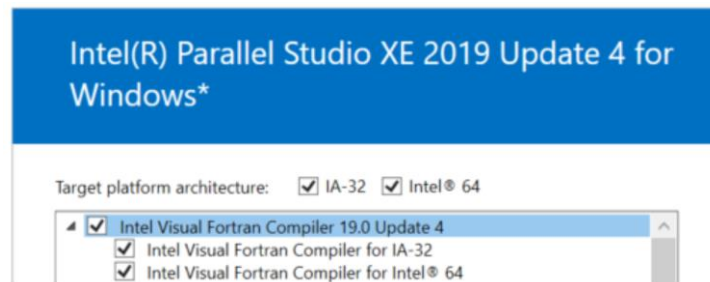 Intel(R) Parallel Studio XE 2019 Update 4 for
Windows*
Target platform architecture: IA-32 Intel® 64
Intel Visual Fortran Compiler 19.0 Update 4
Intel Visual Fortran Compiler for IA-32
Intel Visual Fortran Compiler for Intel® 64